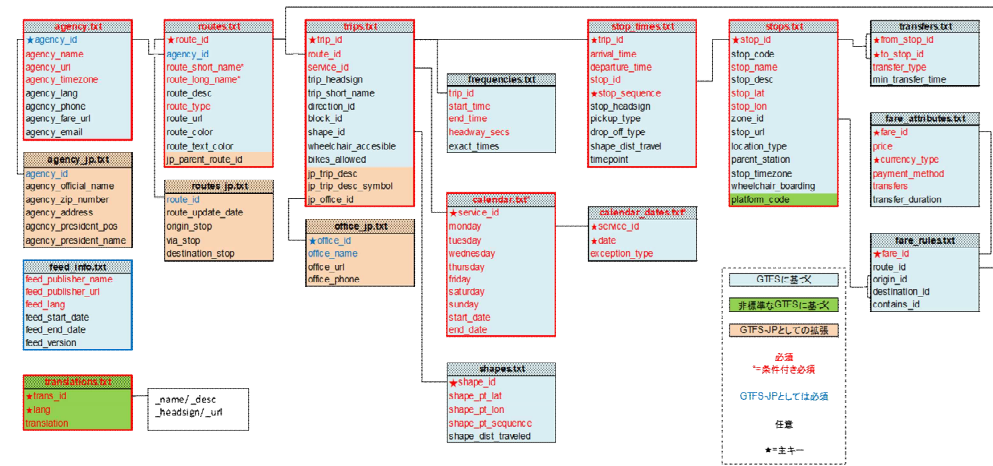 agency.txt
★agency_id
agency_name
agency_url
agency_timezone
agency_lang
agency_phone
agency_fare_url
agency_email
agency_jp.txt
agency_id
agency_official_name
agency_zip_number
agency_address
agency_president_pos
agency_president_name
feed_info.txt
feed_publisher_name
feed_publisher_url
feed_lang
feed_start_date
feed_end_date
feed_version
translations.txt
★trans_id
★lang
translation
_name/_desc
_headsign/_url
routes.txt
★route_id
agency_id
route_short_name*
route_long_name*
route_desc
route_type
route_url
route_color
route_text_color
jp_parent_route_id
routes_jp.txt
route_id
route_update_date
origin_stop
via_stop
destination_stop
trips.txt
★trip_id
route_id
service_id
trip_headsign
trip_short_name
direction_id
block_id
shape_id
wheelchair_accesible
bikes_allowed
jp_trip_desc
jp_trip_desc_symbol
jp_office_id
office_jp.txt
★office_id
office_name
office_url
office_phone
frequencies.txt
trip_id
start_time
end_time
headway_secs
exact_times
calendar.txt*
★service_id
monday
tuesday
wednesday
thursday
friday
saturday
sunday
start_date
end_date
shapes.txt
★shape_id
shape_pt_lat
shape_pt_lon
shape_pt_sequence
shape_dist_traveled
stop_times.txt
★trip_id
arrival_time
departure_time
stop_id
★stop_sequence
stop_headsign
pickup_type
drop_off_type
shape_dist_travel
timepoint
calendar_dates.txt*
★service_id
★date
exception_type
stops.txt
★stop_id
stop_code
stop_name
stop_desc
stop_lat
stop_lon
zone_id
stop_url
location_type
parent_station
stop_timezone
wheelchair_boarding
platform_code
transfers.txt
★from_stop_id
★to_stop_id
transfer_type
min_transfer_time
fare_attributes.txt
★fare_id
price
★currency_type
payment_method
transfers
transfer_duration
fare_rules.txt
★fare_id
route_id
origin_id
destination_id
contains_id
GTFSに基づく
非標準なGTFSに基づく
GTFS-JPとしての拡張
必須
*=条件付き必須
GTFS-JPとしては必須
任意
★=主キー